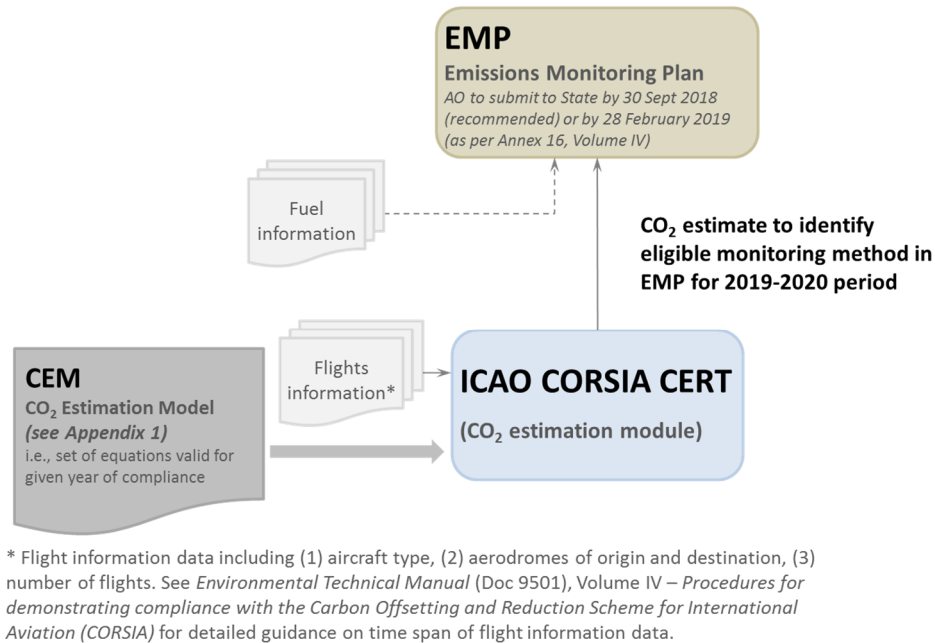 EMP
Emissions Monitoring Plan
AO to submit to State by 30 Sept 2018
(recommended) or by 28 February 2019
(as per Annex 16, Volume IV)
Fuel
information
CO₂ estimate to identify
eligible monitoring method in
EMP for 2019-2020 period
Flights
information*
CEM
CO₂ Estimation Model
(see Appendix 1)
i.e., set of equations valid for
given year of compliance
ICAO CORSIA CERT
(CO₂ estimation module)
* Flight information data including (1) aircraft type, (2) aerodromes of origin and destination, (3)
number of flights. See Environmental Technical Manual (Doc 9501), Volume IV – Procedures for
demonstrating compliance with the Carbon Offsetting and Reduction Scheme for International
Aviation (CORSIA) for detailed guidance on time span of flight information data.